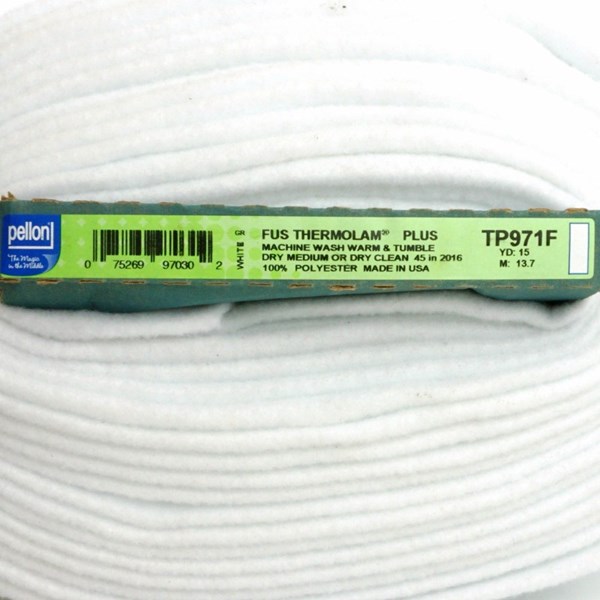 pellon
"The Magic
in the Middle"
0 75269 97030 2
GR
WHITE
FUS THERMOLAM® PLUS
MACHINE WASH WARM & TUMBLE
DRY MEDIUM OR DRY CLEAN 45 in 2016
100% POLYESTER MADE IN USA
TP971F
YD: 15
M: 13.7